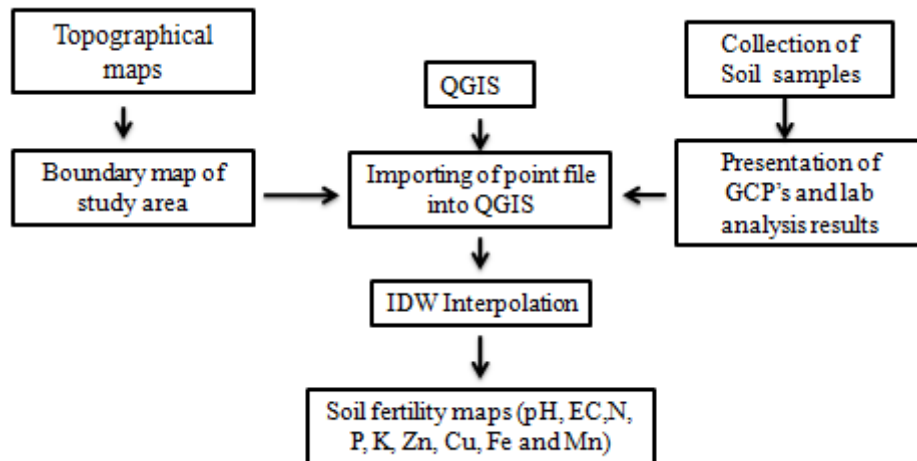 Topographical
maps
QGIS
Collection of
Soil samples
Boundary map of
study area
Importing of point file
into QGIS
Presentation of
GCP's and lab
analysis results
IDW Interpolation
Soil fertility maps (pH, EC,N,
P, K, Zn, Cu, Fe and Mn)